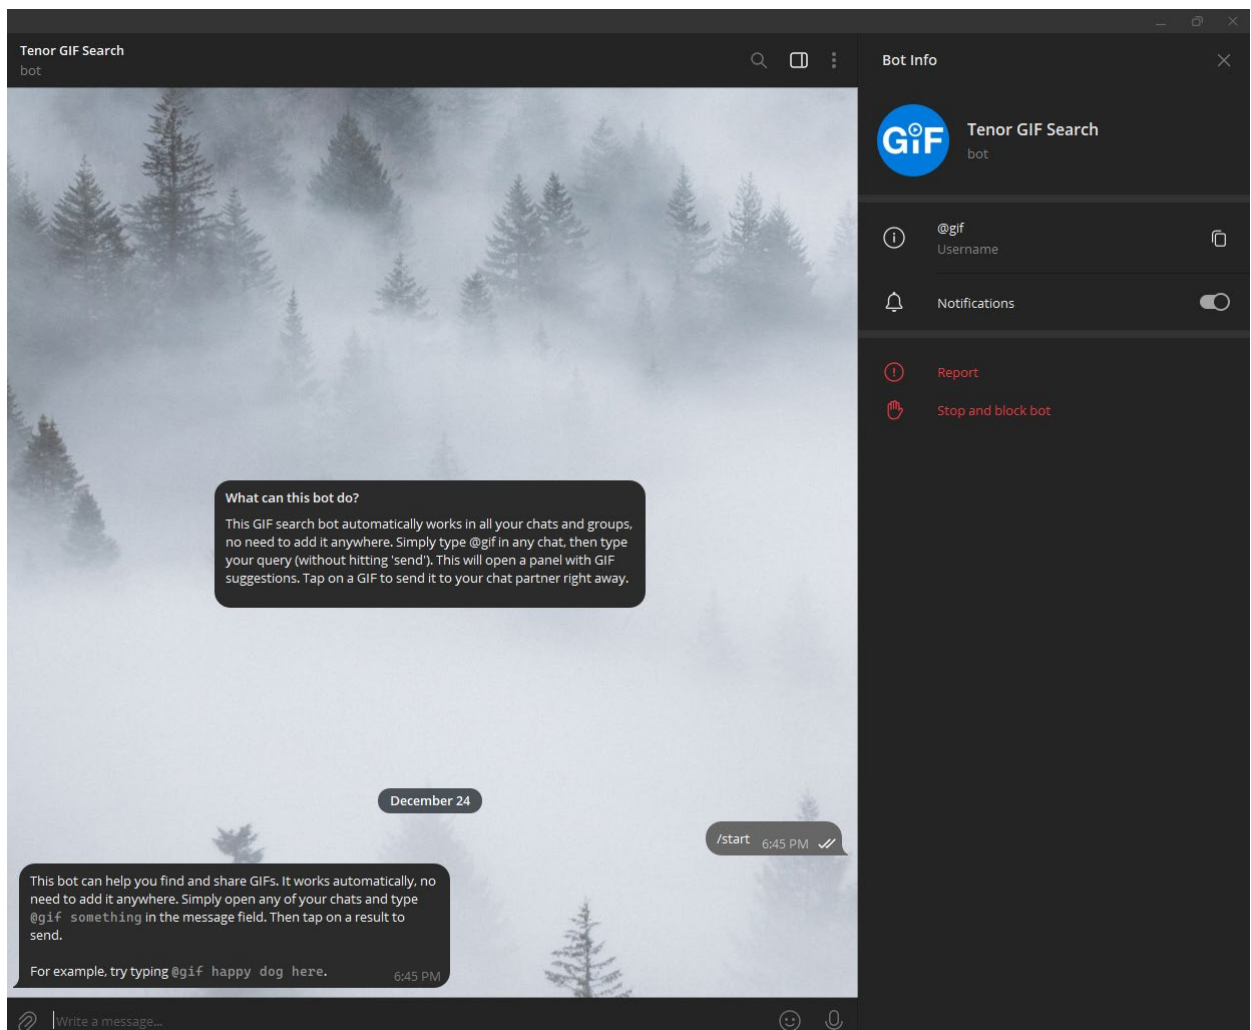 Tenor GIF Search
bot
Bot Info
GIF
Tenor GIF Search
bot
@gif
Username
Notifications
Report
Stop and block bot
What can this bot do?
This GIF search bot automatically works in all your chats and groups,
no need to add it anywhere. Simply type @gif in any chat, then type
your query (without hitting 'send'). This will open a panel with GIF
suggestions. Tap on a GIF to send it to your chat partner right away.
December 24
/start 6:45 PM
This bot can help you find and share GIFs. It works automatically, no
need to add it anywhere. Simply open any of your chats and type
@gif something in the message field. Then tap on a result to
send.
For example, try typing @gif happy dog here.
6:45 PM
Write a message...